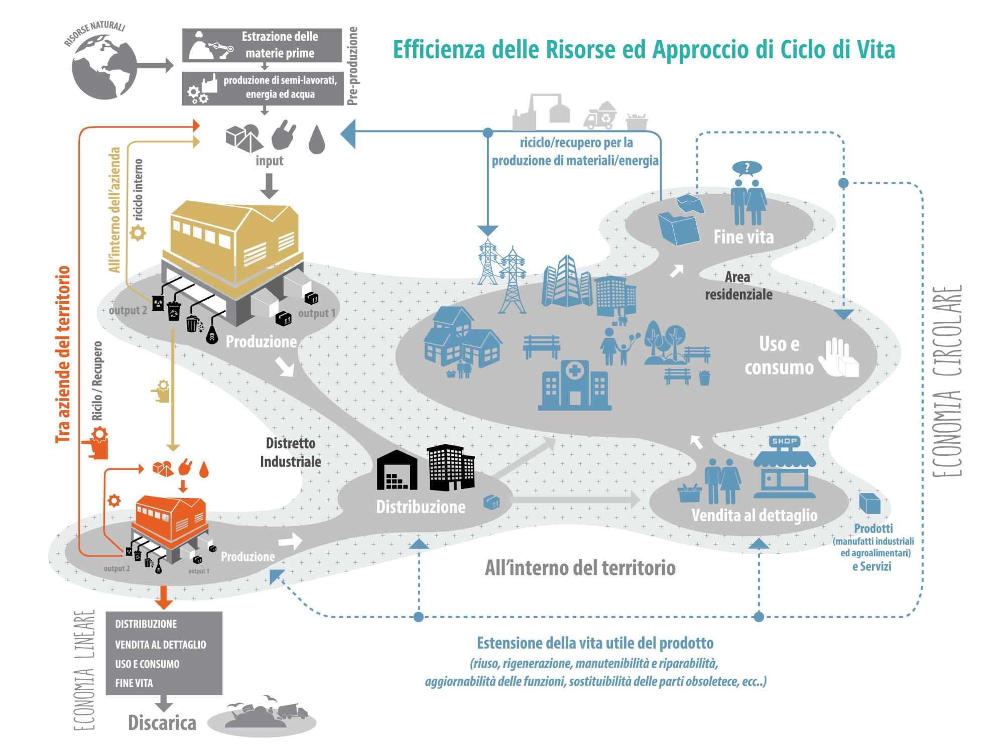 RISORSE NATURALI
Estrazione delle
materie prime
produzione di semi-lavorati,
energia ed acqua
Pre-produzione
Efficienza delle Risorse ed Approccio di Ciclo di Vita
input
riciclo/recupero per la
produzione di materiali/energia
All'interno dell'azienda
riciclo interno
Tra aziende del territorio
Ricilo / Recupero
?
Fine vita
Area
residenziale
output 2
output 1
Produzione
Uso e
consumo
ECONOMIA CIRCOLARE
Distretto
Industriale
SHOP
Distribuzione
Vendita al dettaglio
Prodotti
(manufatti industriali
ed agroalimentari)
e Servizi
Produzione
output 2
output 1
All'interno del territorio
ECONOMIA LINEARE
DISTRIBUZIONE
VENDITA AL DETTAGLIO
USO E CONSUMO
FINE VITA
Discarica
Estensione della vita utile del prodotto
(riuso, rigenerazione, manutenibilità e riparabilità,
aggiornabilità delle funzioni, sostituibilità delle parti obsoletece, ecc..)